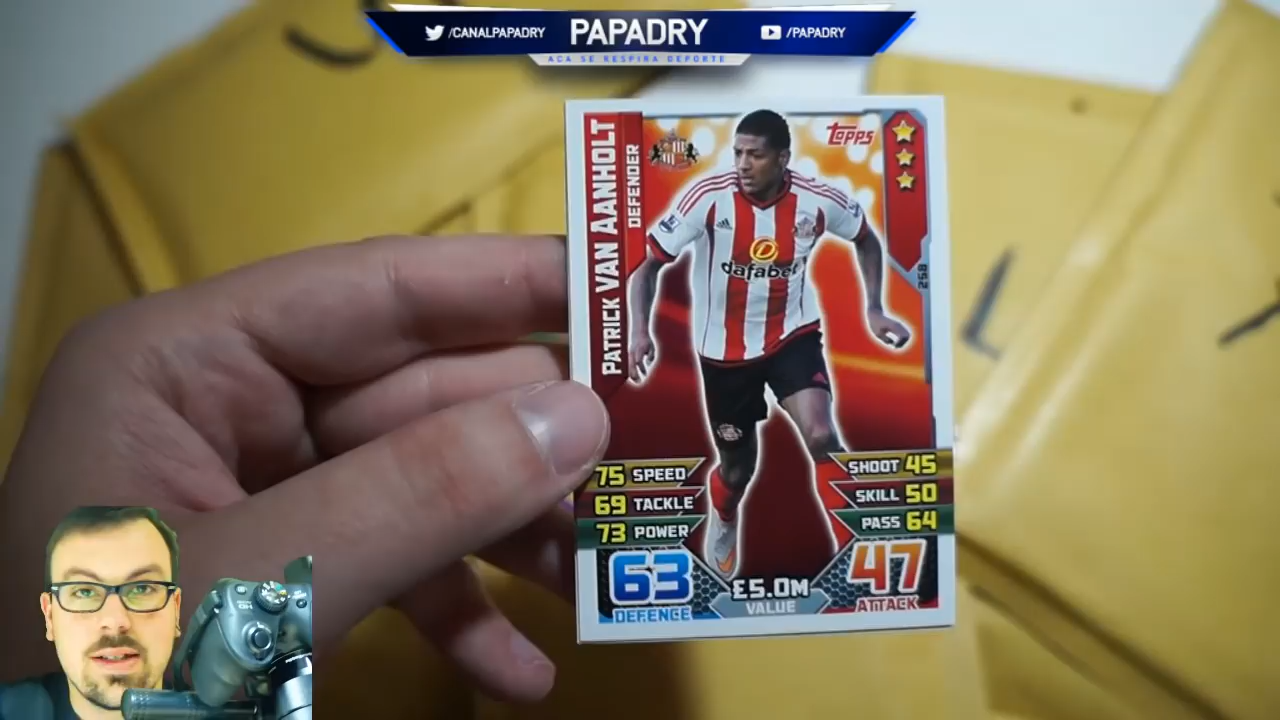 /CANALPAPADRY
PAPADRY
/PAPADRY
ACA SE RESPIRA DEPORTE
PATRICK VAN AANHOLT
DEFENDER
topps
258
dafabet
75 SPEED
69 TACKLE
73 POWER
SHOOT 45
SKILL 50
PASS 64
63
DEFENCE
£5.0M
VALUE
47
ATTACK